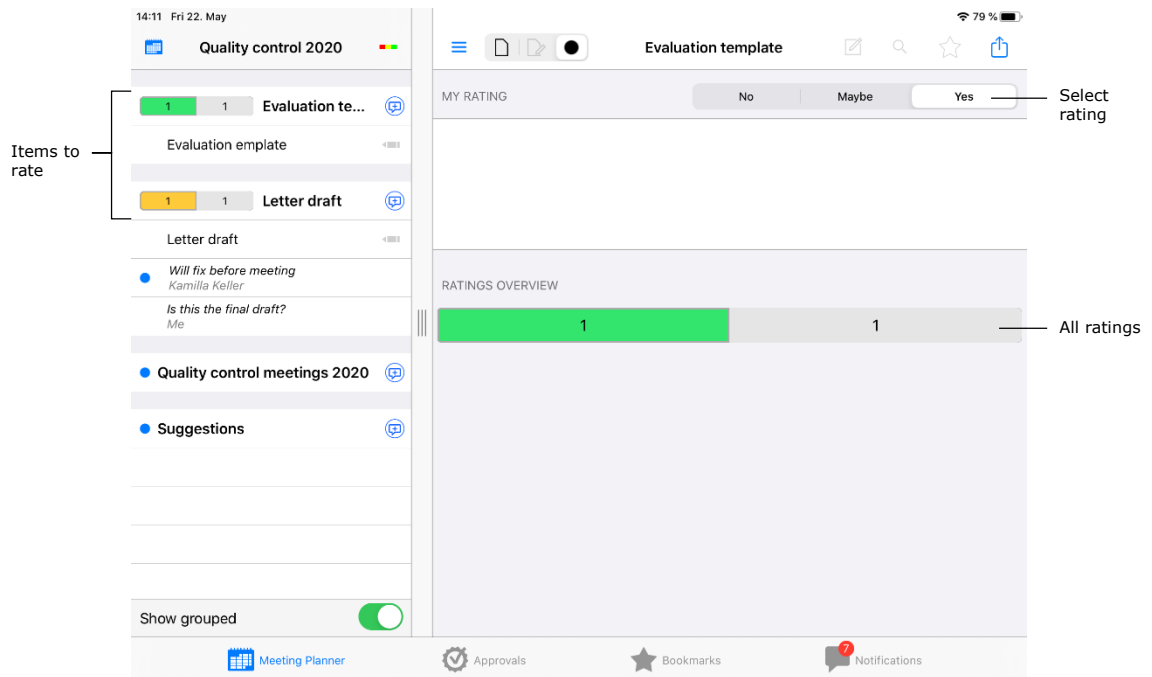 14:11 Fri 22. May
79 %
Quality control 2020
Evaluation template
Items to
rate
1 1 Evaluation te...
Evaluation emplate
1 1 Letter draft
Letter draft
Will fix before meeting
Kamilla Keller
Is this the final draft?
Me
Quality control meetings 2020
Suggestions
Show grouped
MY RATING
No Maybe Yes
Select
rating
RATINGS OVERVIEW
1 1
All ratings
Meeting Planner
Approvals
Bookmarks
7
Notifications